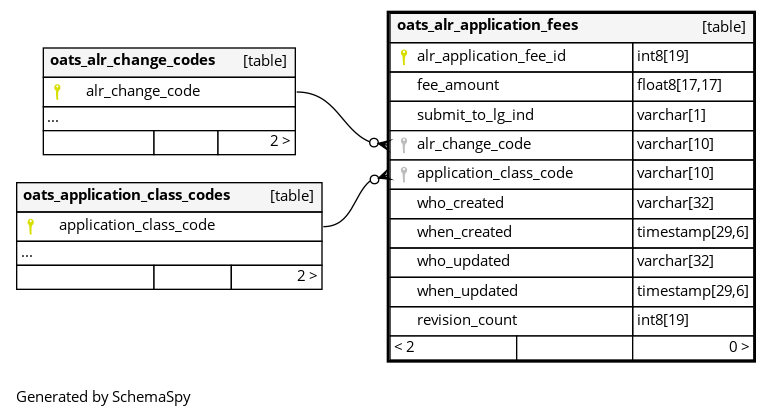 oats_alr_change_codes [table]
alr_change_code
...
2 >
oats_application_class_codes [table]
application_class_code
...
2 >
oats_alr_application_fees [table]
alr_application_fee_id int8[19]
fee_amount float8[17,17]
submit_to_lg_ind varchar[1]
alr_change_code varchar[10]
application_class_code varchar[10]
who_created varchar[32]
when_created timestamp[29,6]
who_updated varchar[32]
when_updated timestamp[29,6]
revision_count int8[19]
< 2 0 >
Generated by SchemaSpy